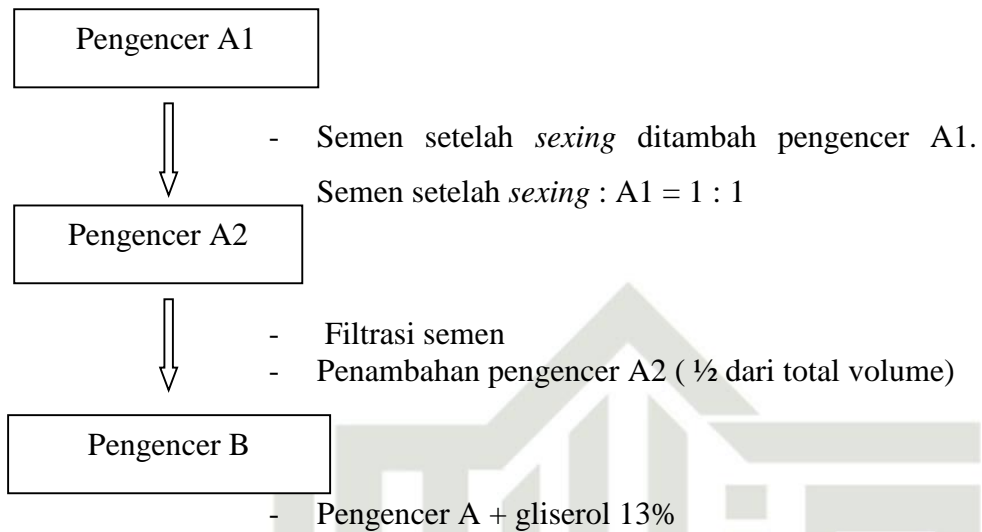 Pengencer A1
- Semen setelah sexing ditambah pengencer A1.
Semen setelah sexing : A1 = 1 : 1
Pengencer A2
- Filtrasi semen
- Penambahan pengencer A2 ( ½ dari total volume)
Pengencer B
- Pengencer A + gliserol 13%